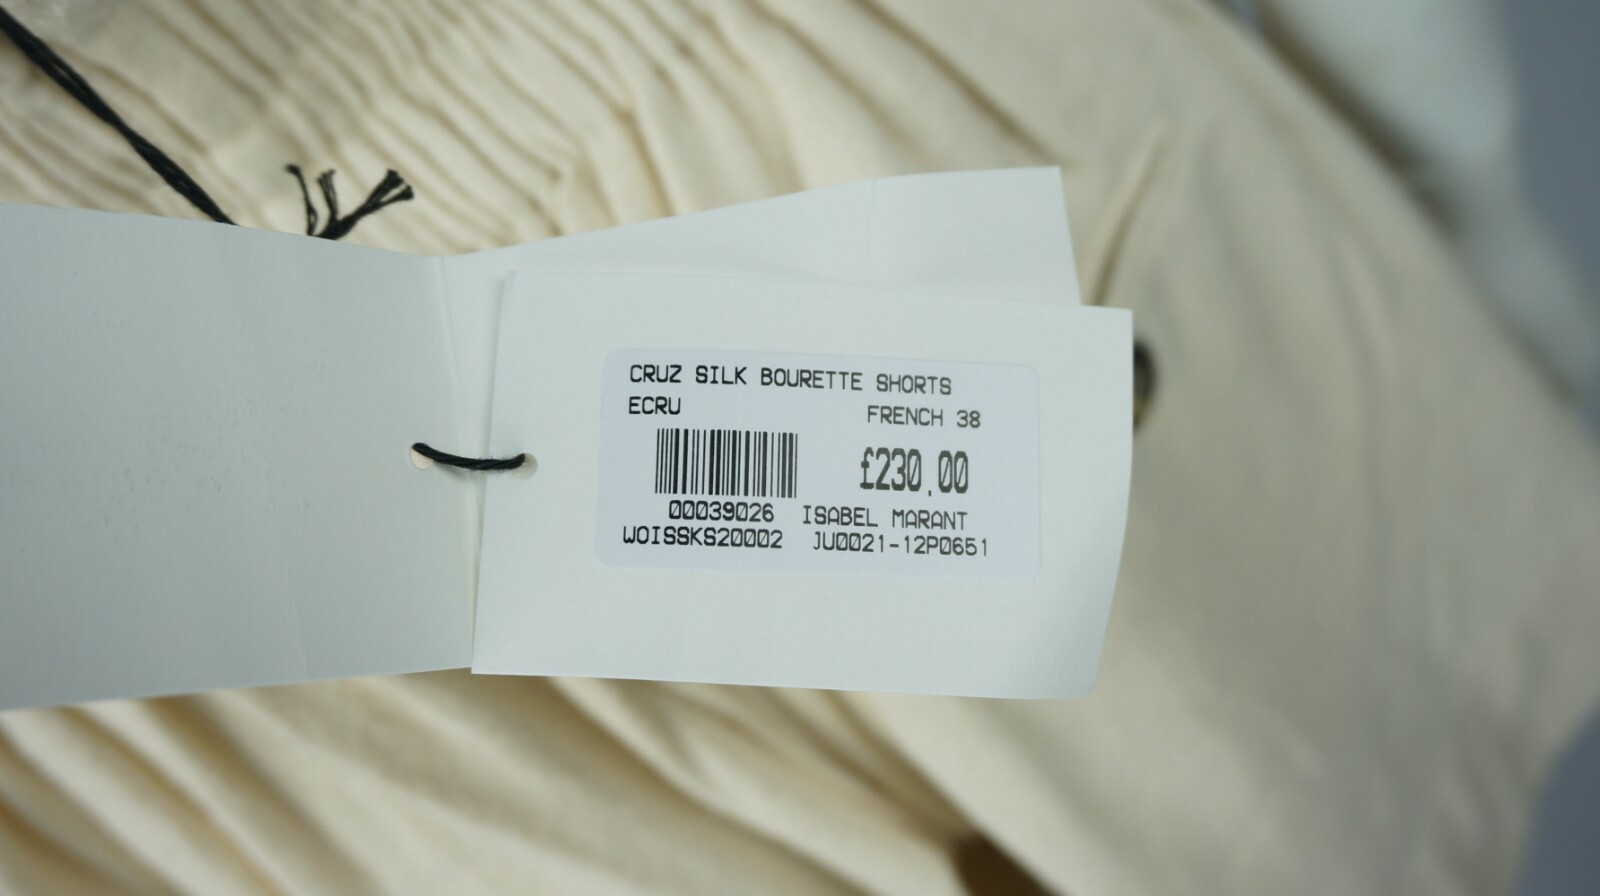 CRUZ SILK BOURETTE SHORTS
ECRU FRENCH 38
£230.00
00039026 ISABEL MARANT
WOISSKS20002 JU0021-12P0651